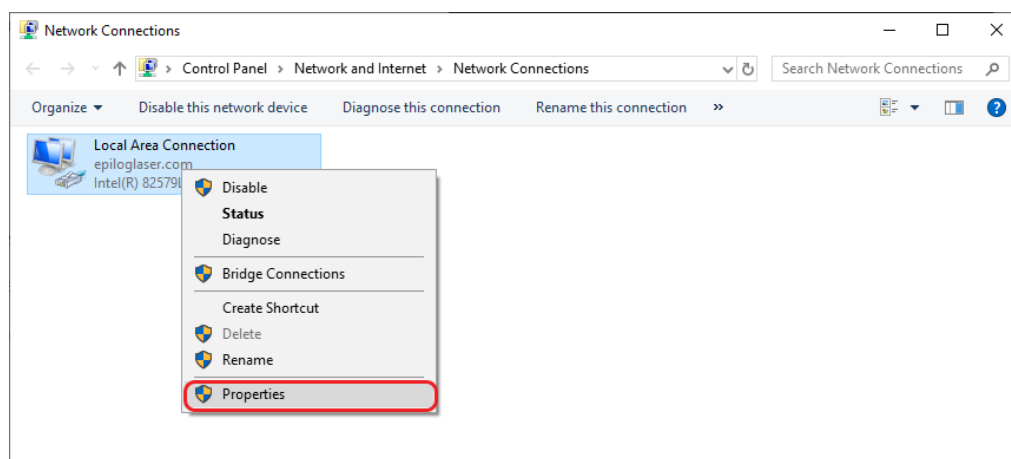 Network Connections
Control Panel > Network and Internet > Network Connections
Search Network Connections
Organize
Disable this network device
Diagnose this connection
Rename this connection
»
Local Area Connection
epiloglaser.com
Intel(R) 82579
Disable
Status
Diagnose
Bridge Connections
Create Shortcut
Delete
Rename
Properties